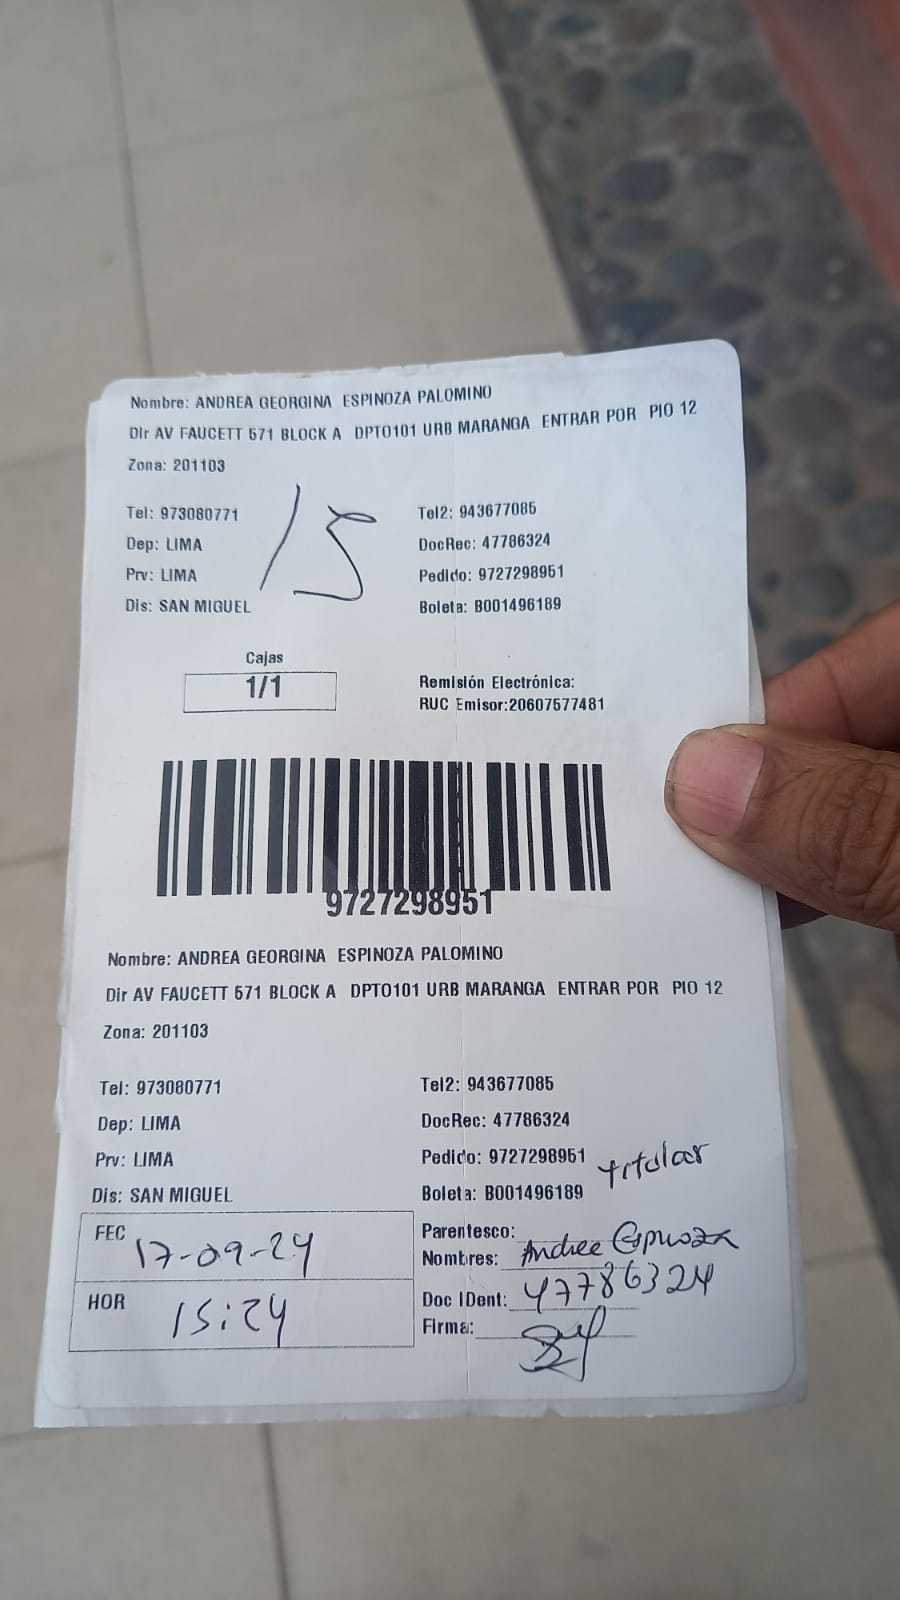 Nombre: ANDREA GEORGINA ESPINOZA PALOMINO
Dir AV FAUCETT 571 BLOCK A DPTO101 URB MARANGA ENTRAR POR PIO 12
Zona: 201103
15
Tel: 973080771 Tel2: 943677085
Dep: LIMA DocRec: 47786324
Prv: LIMA Pedido: 9727298951
Dis: SAN MIGUEL Boleta: B001496189
Cajas
1/1
Remisión Electrónica:
RUC Emisor:20607577481
9727298951
Nombre: ANDREA GEORGINA ESPINOZA PALOMINO
Dir AV FAUCETT 571 BLOCK A DPTO101 URB MARANGA ENTRAR POR PIO 12
Zona: 201103
Tel: 973080771 Tel2: 943677085
Dep: LIMA DocRec: 47786324
Prv: LIMA Pedido: 9727298951
Dis: SAN MIGUEL Boleta: B001496189
titular
FEC 17-09-24
HOR 15:24
Parentesco:
Nombres: Andrea Espinoza
Doc IDent: 47786324
Firma: